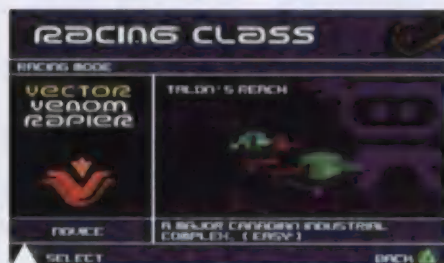 RACING CLASS
RACING MODE
VECTOR
VENOM
RAPIER
TALON'S REACH
NOVICE
A MAJOR CANADIAN INDUSTRIAL
COMPLEX. (EASY)
SELECT
BACK